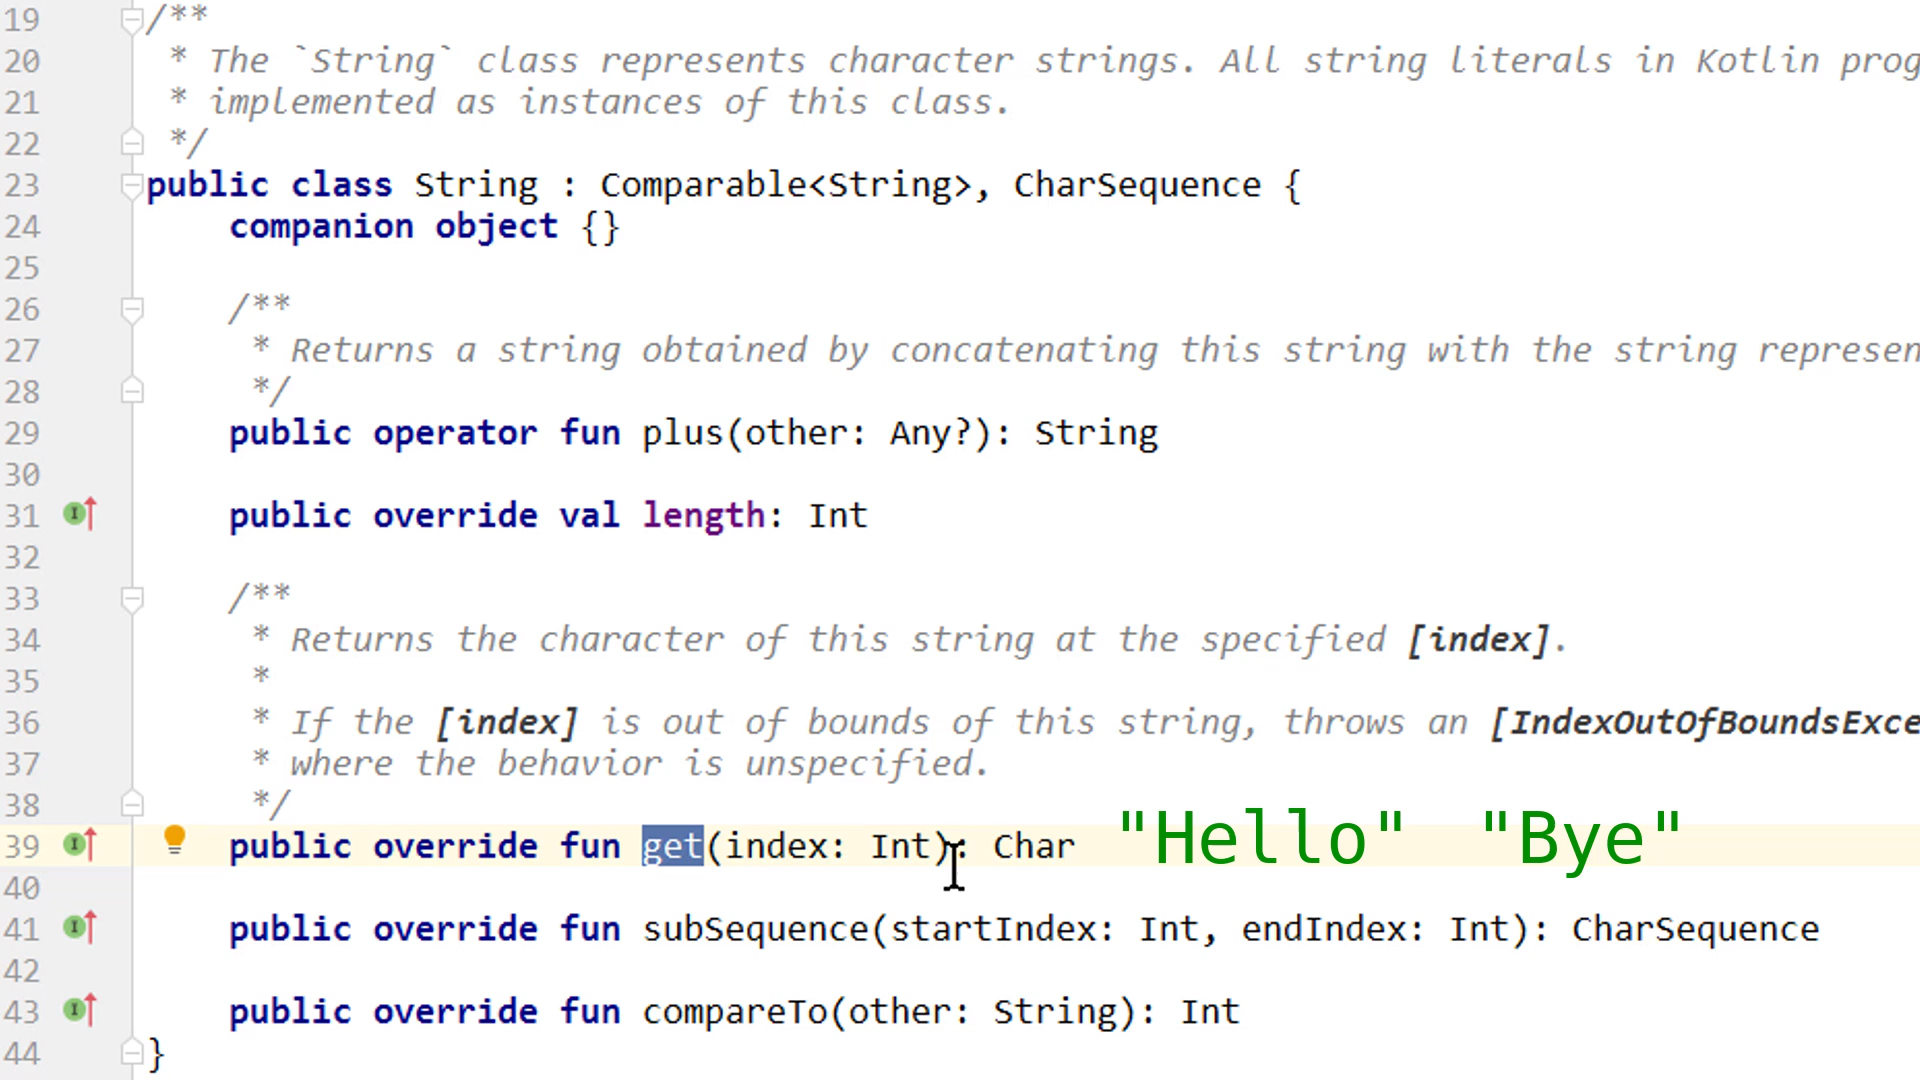 19 /**
20 * The `String` class represents character strings. All string literals in Kotlin prog
21 * implemented as instances of this class.
22 */
23 public class String : Comparable<String>, CharSequence {
24 companion object {}
25
26 /**
27 * Returns a string obtained by concatenating this string with the string represen
28 */
29 public operator fun plus(other: Any?): String
30
31 public override val length: Int
32
33 /**
34 * Returns the character of this string at the specified [index].
35 *
36 * If the [index] is out of bounds of this string, throws an [IndexOutOfBoundsExce
37 * where the behavior is unspecified.
38 */
39 public override fun get(index: Int): Char "Hello" "Bye"
40
41 public override fun subSequence(startIndex: Int, endIndex: Int): CharSequence
42
43 public override fun compareTo(other: String): Int
44 }